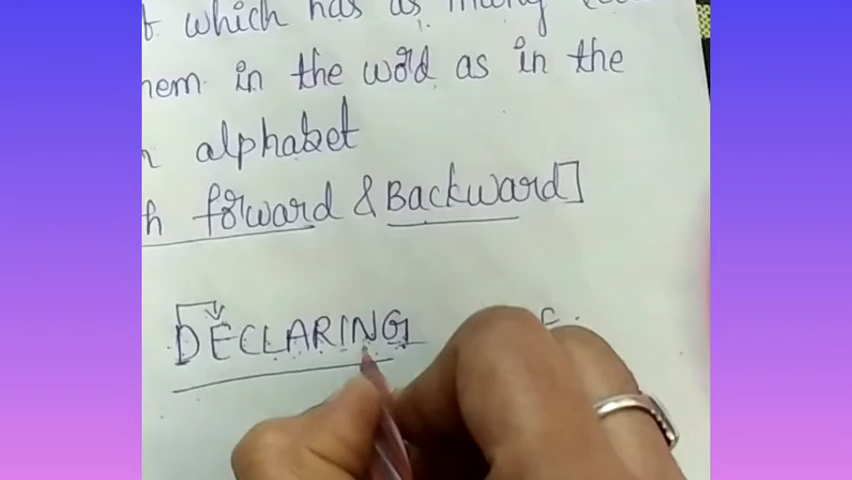 which has as many
in the word as in the
alphabet
forward & Backward]
DECLARING